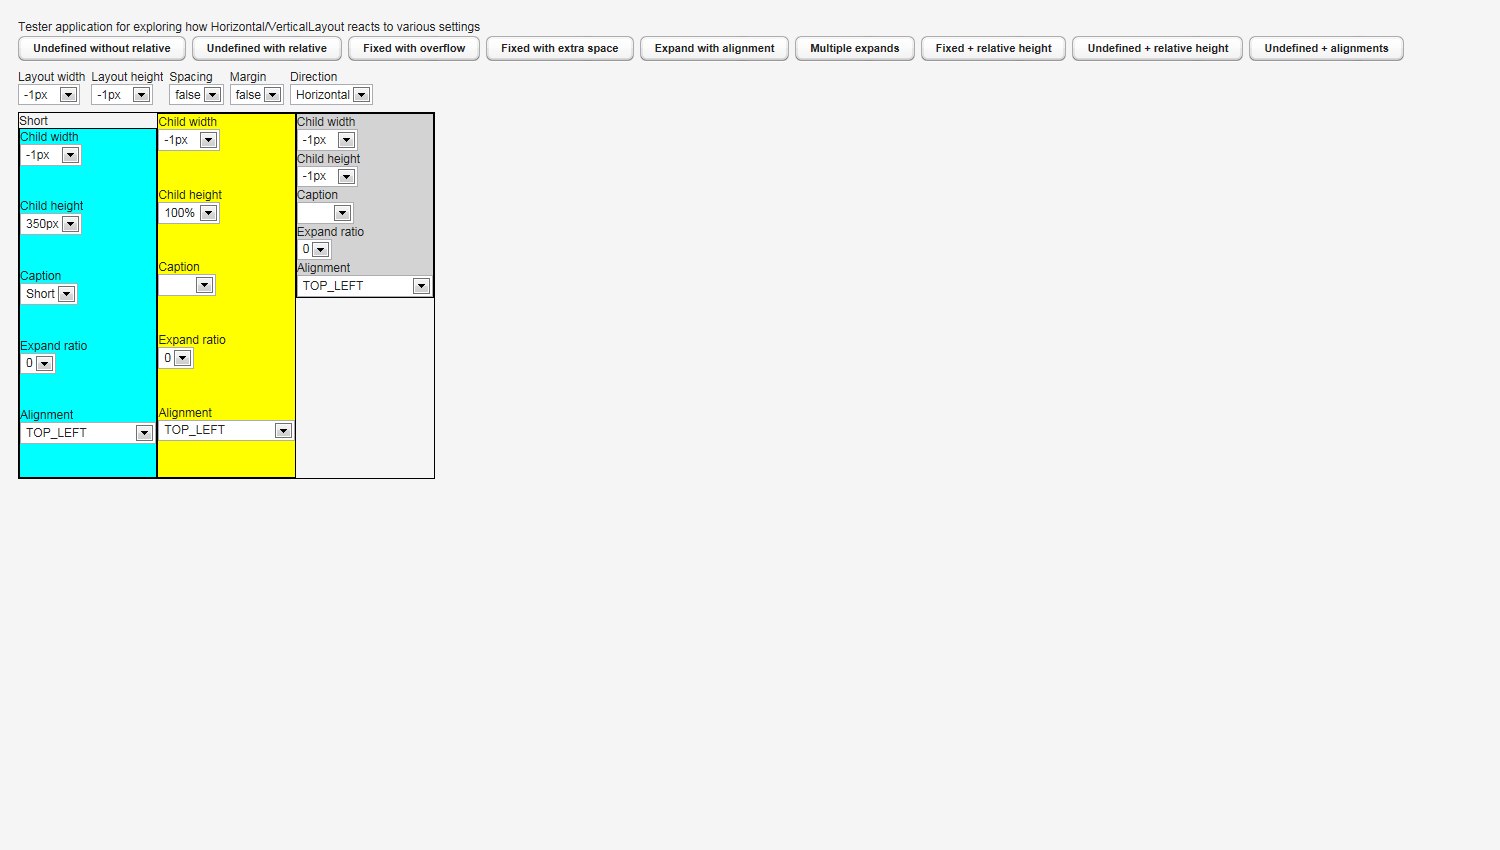 Tester application for exploring how Horizontal/VerticalLayout reacts to various settings
Undefined without relative
Undefined with relative
Fixed with overflow
Fixed with extra space
Expand with alignment
Multiple expands
Fixed + relative height
Undefined + relative height
Undefined + alignments
Layout width
Layout height
Spacing
Margin
Direction
-1px
-1px
false
false
Horizontal
Short
Child width
-1px
Child height
350px
Caption
Short
Expand ratio
0
Alignment
TOP_LEFT
Child width
-1px
Child height
100%
Caption
Expand ratio
0
Alignment
TOP_LEFT
Child width
-1px
Child height
-1px
Caption
Expand ratio
0
Alignment
TOP_LEFT